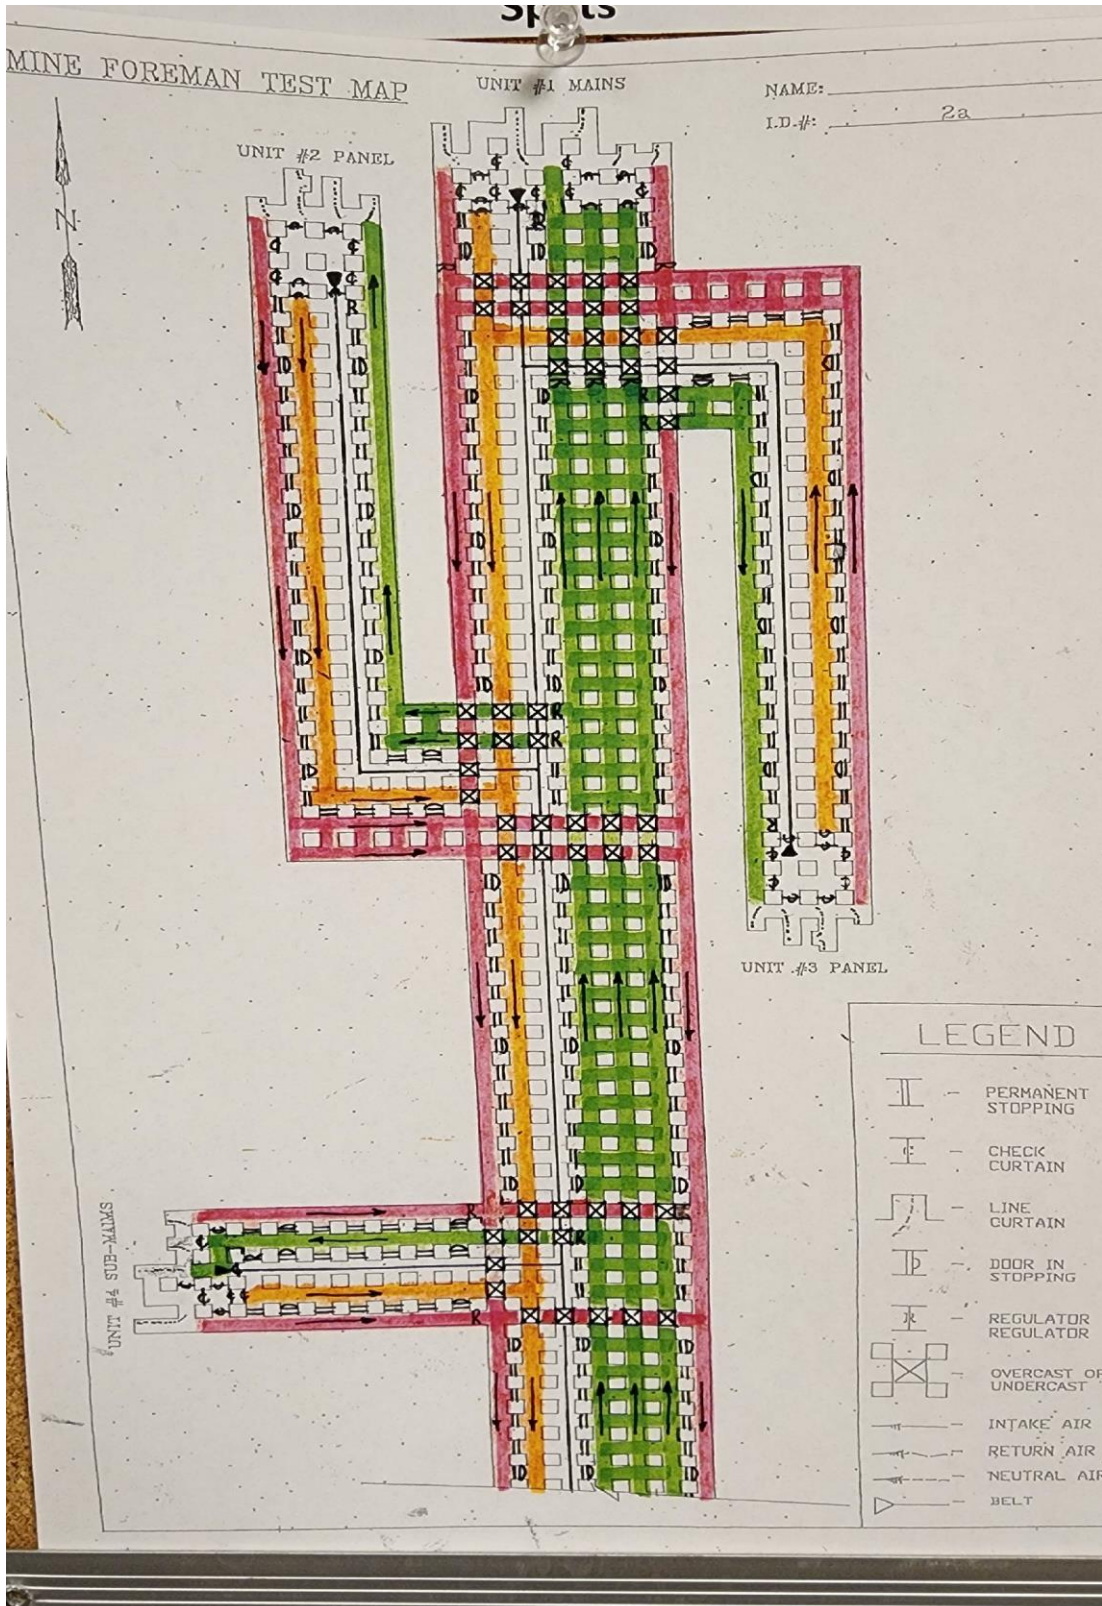 MINE FOREMAN TEST MAP
UNIT #1 MAINS
NAME:
I.D.#: 2a
UNIT #2 PANEL
N
UNIT #3 PANEL
UNIT #4 SUB-MAINS
LEGEND
PERMANENT
STOPPING
CHECK
CURTAIN
LINE
CURTAIN
DOOR IN
STOPPING
REGULATOR
REGULATOR
OVERCAST OR
UNDERCAST
INTAKE AIR
RETURN AIR
NEUTRAL AIR
BELT